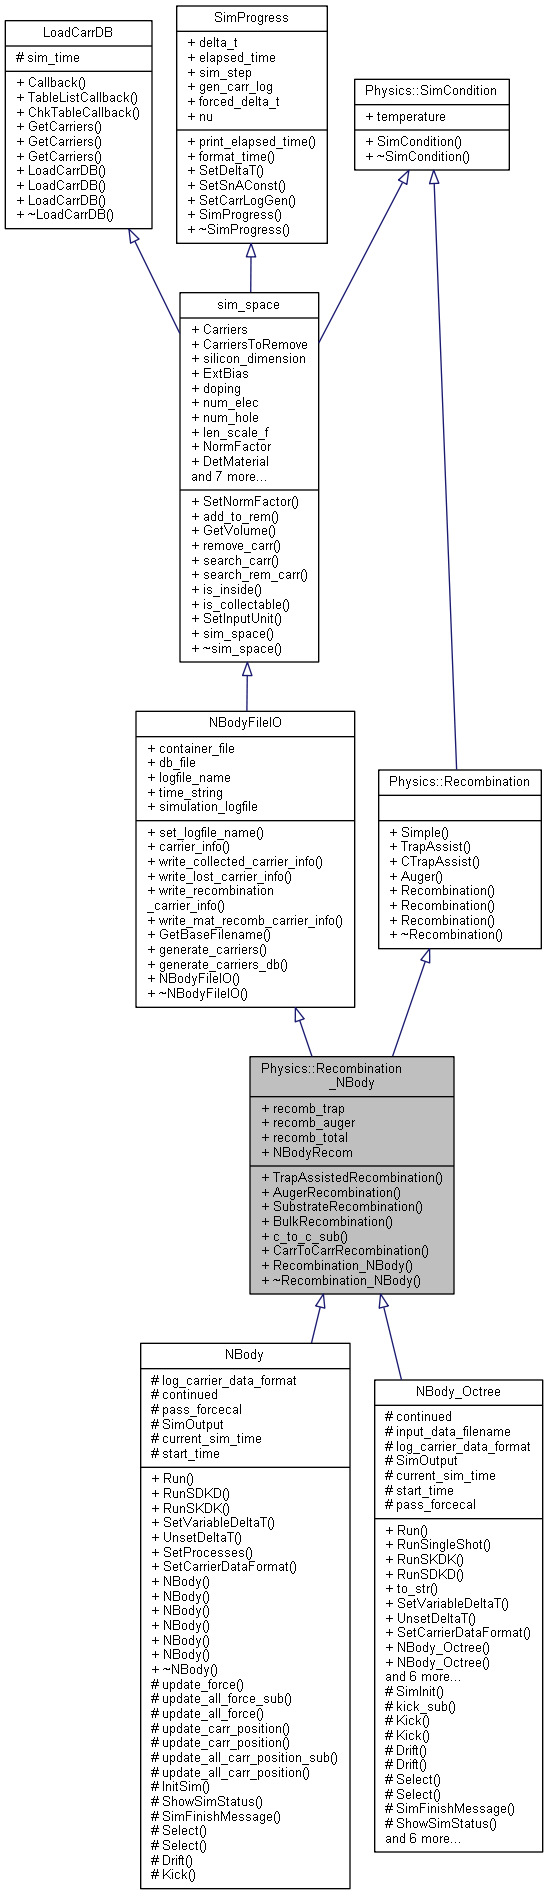 LoadCarrDB
# sim_time
+ Callback()
+ TableListCallback()
+ ChkTableCallback()
+ GetCarriers()
+ GetCarriers()
+ GetCarriers()
+ LoadCarrDB()
+ LoadCarrDB()
+ LoadCarrDB()
+ ~LoadCarrDB()
SimProgress
+ delta_t
+ elapsed_time
+ sim_step
+ gen_carr_log
+ forced_delta_t
+ nu
+ print_elapsed_time()
+ format_time()
+ SetDeltaT()
+ SetSnAConst()
+ SetCarrLogGen()
+ SimProgress()
+ ~SimProgress()
Physics::SimCondition
+ temperature
+ SimCondition()
+ ~SimCondition()
sim_space
+ Carriers
+ CarriersToRemove
+ silicon_dimension
+ ExtBias
+ doping
+ num_elec
+ num_hole
+ len_scale_f
+ NormFactor
+ DetMaterial
and 7 more...
+ SetNormFactor()
+ add_to_rem()
+ GetVolume()
+ remove_carr()
+ search_carr()
+ search_rem_carr()
+ is_inside()
+ is_collectable()
+ SetInputUnit()
+ sim_space()
+ ~sim_space()
NBodyFileIO
+ container_file
+ db_file
+ logfile_name
+ time_string
+ simulation_logfile
+ set_logfile_name()
+ carrier_info()
+ write_collected_carrier_info()
+ write_lost_carrier_info()
+ write_recombination
_carrier_info()
+ write_mat_recomb_carrier_info()
+ GetBaseFilename()
+ generate_carriers()
+ generate_carriers_db()
+ NBodyFileIO()
+ ~NBodyFileIO()
Physics::Recombination
+ Simple()
+ TrapAssist()
+ CTrapAssist()
+ Auger()
+ Recombination()
+ Recombination()
+ Recombination()
+ ~Recombination()
Physics::Recombination
_NBody
+ recomb_trap
+ recomb_auger
+ recomb_total
+ NBodyRecom
+ TrapAssistedRecombination()
+ AugerRecombination()
+ SubstrateRecombination()
+ BulkRecombination()
+ c_to_c_sub()
+ CarrToCarrRecombination()
+ Recombination_NBody()
+ ~Recombination_NBody()
NBody
# log_carrier_data_format
# continued
# pass_forcecal
# SimOutput
# current_sim_time
# start_time
+ Run()
+ RunSDKD()
+ RunSKDK()
+ SetVariableDeltaT()
+ UnsetDeltaT()
+ SetProcesses()
+ SetCarrierDataFormat()
+ NBody()
+ NBody()
+ NBody()
+ NBody()
+ NBody()
+ NBody()
+ ~NBody()
# update_force()
# update_all_force_sub()
# update_all_force()
# update_carr_position()
# update_carr_position()
# update_all_carr_position_sub()
# update_all_carr_position()
# InitSim()
# ShowSimStatus()
# SimFinishMessage()
# Select()
# Select()
# Drift()
# Kick()
NBody_Octree
# continued
# input_data_filename
# log_carrier_data_format
# SimOutput
# current_sim_time
# start_time
# pass_forcecal
+ Run()
+ RunSingleShot()
+ RunSKDK()
+ RunSDKD()
+ to_str()
+ SetVariableDeltaT()
+ UnsetDeltaT()
+ SetCarrierDataFormat()
+ NBody_Octree()
+ NBody_Octree()
and 6 more...
# SimInit()
# kick_sub()
# Kick()
# Kick()
# Drift()
# Drift()
# Select()
# Select()
# SimFinishMessage()
# ShowSimStatus()
and 6 more...